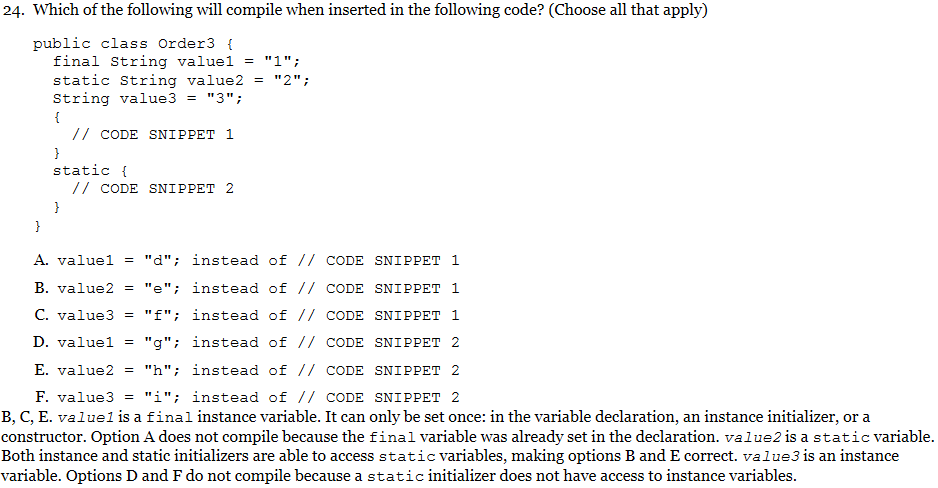 24. Which of the following will compile when inserted in the following code? (Choose all that apply)
public class Order3 {
final String value1 = "1";
static String value2 = "2";
String value3 = "3";
{
// CODE SNIPPET 1
}
static {
// CODE SNIPPET 2
}
}
A. value1 = "d"; instead of // CODE SNIPPET 1
B. value2 = "e"; instead of // CODE SNIPPET 1
C. value3 = "f"; instead of // CODE SNIPPET 1
D. value1 = "g"; instead of // CODE SNIPPET 2
E. value2 = "h"; instead of // CODE SNIPPET 2
F. value3 = "i"; instead of // CODE SNIPPET 2
B, C, E. value1 is a final instance variable. It can only be set once: in the variable declaration, an instance initializer, or a
constructor. Option A does not compile because the final variable was already set in the declaration. value2 is a static variable.
Both instance and static initializers are able to access static variables, making options B and E correct. value3 is an instance
variable. Options D and F do not compile because a static initializer does not have access to instance variables.